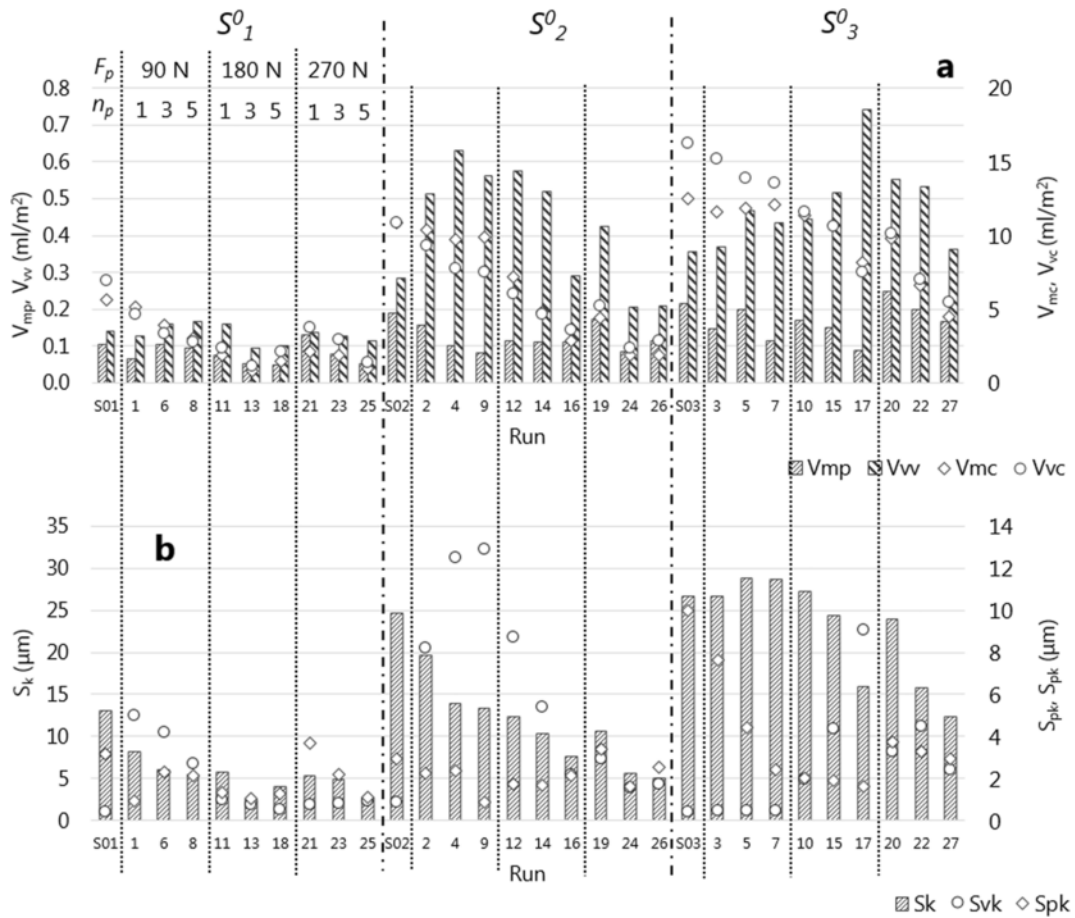 S⁰₁ S⁰₂ S⁰₃
Fₚ 90 N 180 N 270 N a
nₚ 1 3 5 1 3 5 1 3 5
0.8
0.7
0.6
0.5
0.4
0.3
0.2
0.1
0.0
Vmp, Vvv (ml/m²)
20
15
10
5
0
Vmc, Vvc (ml/m²)
S01 1 6 8 11 13 18 21 23 25 S02 2 4 9 12 14 16 19 24 26 S03 3 5 7 10 15 17 20 22 27
Run
Vmp Vvv Vmc Vvc
b
35
30
25
20
15
10
5
0
Sk (μm)
14
12
10
8
6
4
2
0
Spk, Spk (μm)
S01 1 6 8 11 13 18 21 23 25 S02 2 4 9 12 14 16 19 24 26 S03 3 5 7 10 15 17 20 22 27
Run
Sk Svk Spk